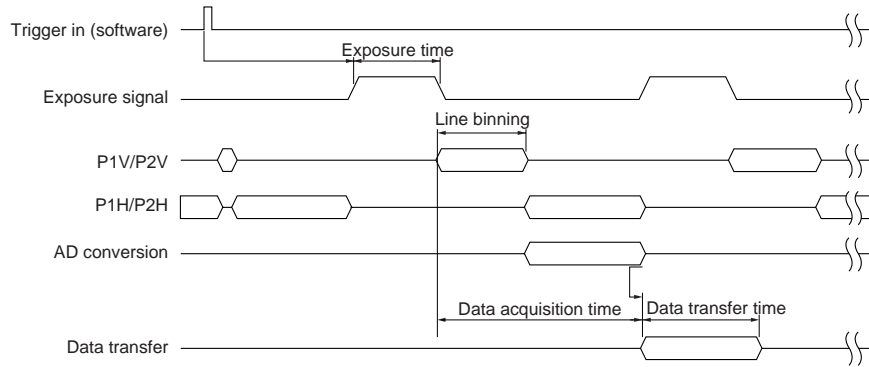 Trigger in (software)
Exposure time
Exposure signal
Line binning
P1V/P2V
P1H/P2H
AD conversion
Data acquisition time
Data transfer time
Data transfer